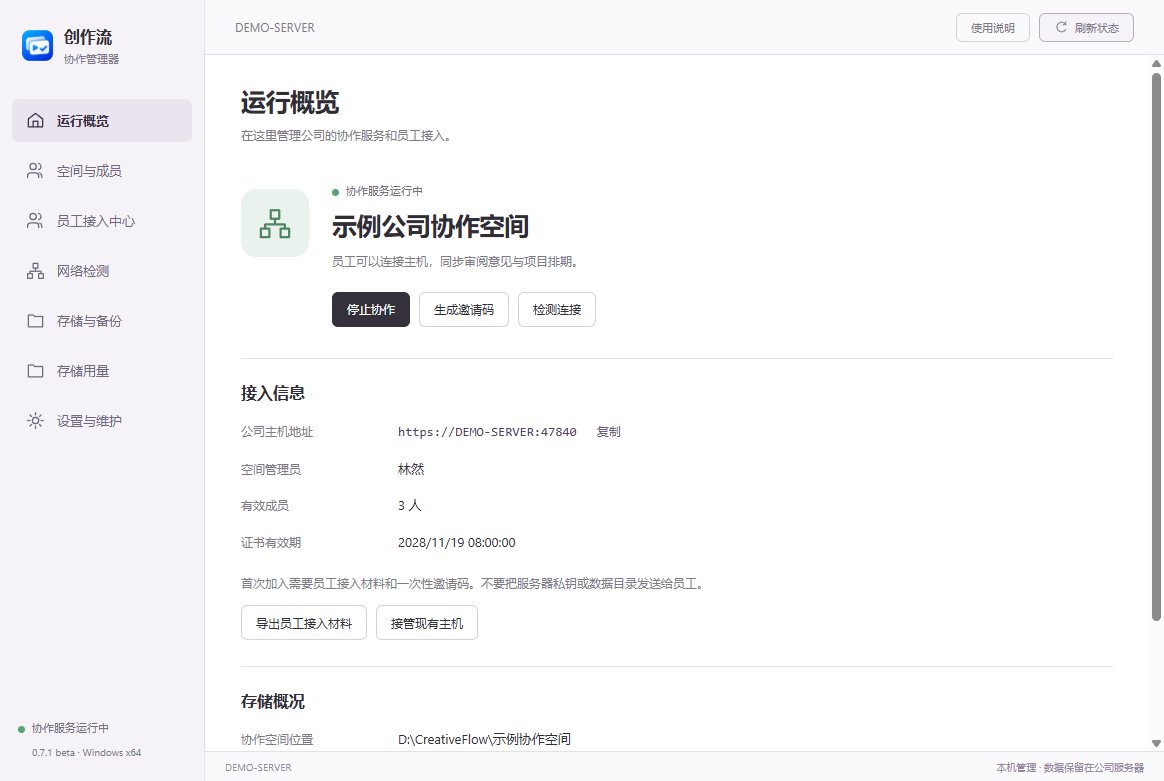 创作流
协作管理器
运行概览
空间与成员
员工接入中心
网络检测
存储与备份
存储用量
设置与维护
协作服务运行中
0.7.1 beta · Windows x64
DEMO-SERVER
使用说明
刷新状态
运行概览
在这里管理公司的协作服务和员工接入。
协作服务运行中
示例公司协作空间
员工可以连接主机，同步审阅意见与项目排期。
停止协作
生成邀请码
检测连接
接入信息
公司主机地址 https://DEMO-SERVER:47840 复制
空间管理员 林然
有效成员 3 人
证书有效期 2028/11/19 08:00:00
首次加入需要员工接入材料和一次性邀请码。不要把服务器私钥或数据目录发送给员工。
导出员工接入材料
接管现有主机
存储概况
协作空间位置 D:\CreativeFlow\示例协作空间
DEMO-SERVER
本机管理 · 数据保留在公司服务器